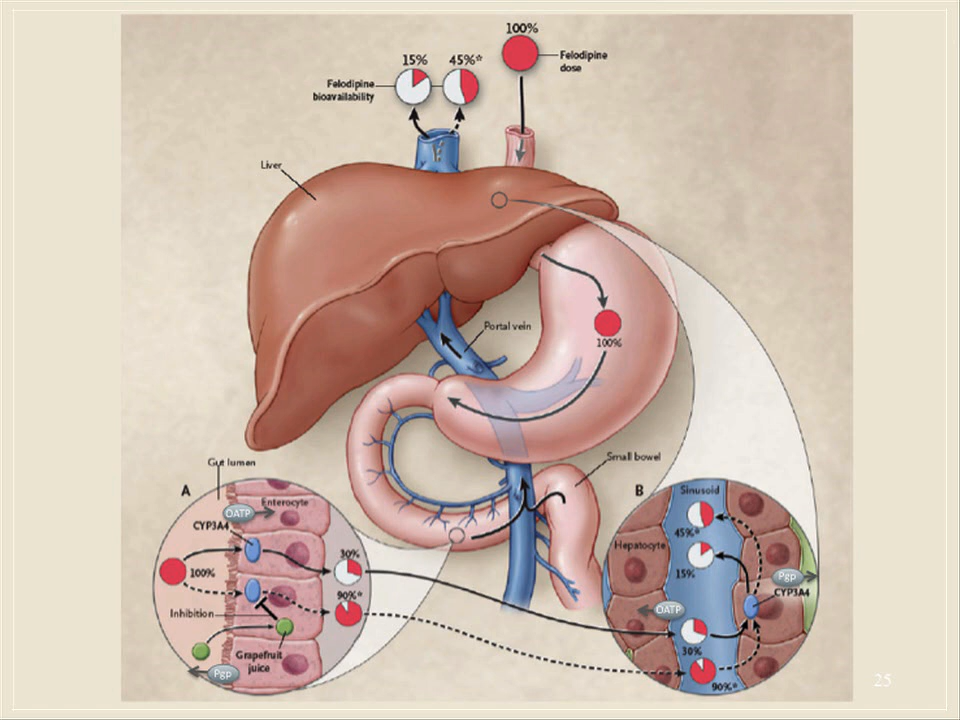 100%
15% 45%*
Felodipine
dose
Felodipine
bioavailability
Liver
Portal vein
100%
Small bowel
Gut lumen
A
Enterocyte
OATP
CYP3A4
100%
30%
90%*
Inhibition
Grapefruit
juice
Pgp
B
Sinusoid
45%*
Hepatocyte
15%
Pgp
CYP3A4
OATP
30%
90%*
25